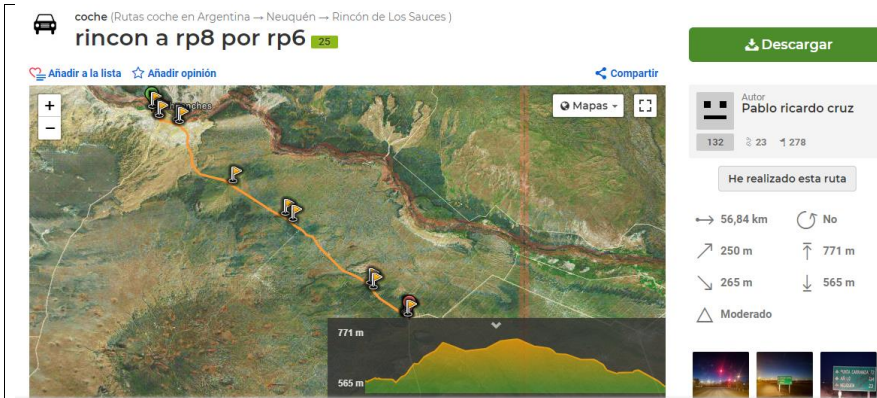 coche (Rutas coche en Argentina → Neuquén → Rincón de Los Sauces )
rincon a rp8 por rp6 25
Añadir a la lista Añadir opinión Compartir
Descargar
+
−
Mapas
Autor
Pablo ricardo cruz
132 23 278
He realizado esta ruta
56,84 km No
250 m 771 m
265 m 565 m
Moderado
771 m
565 m